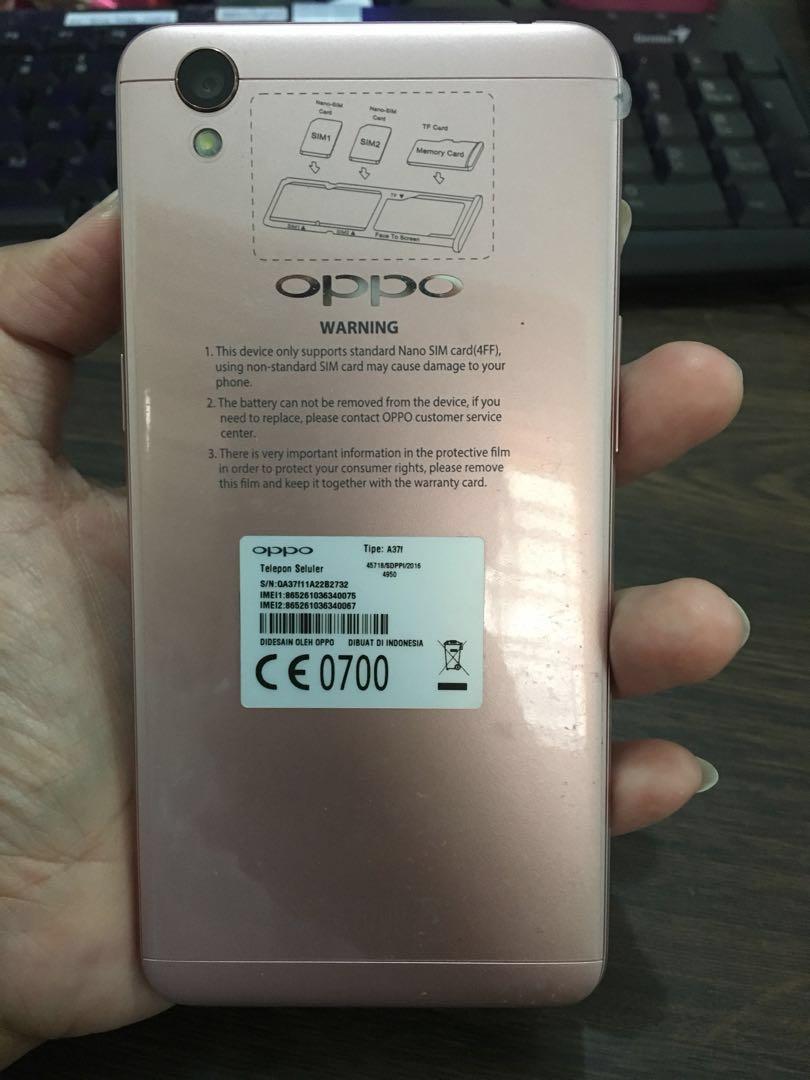 Genius
Nano-SIM Card
Nano-SIM Card
TF Card
SIM1
SIM2
Memory Card
TF ▼
SIM1 ▲
SIM2 ▲
Face To Screen
oppo
WARNING
1. This device only supports standard Nano SIM card(4FF),
using non-standard SIM card may cause damage to your
phone.
2. The battery can not be removed from the device, if you
need to replace, please contact OPPO customer service
center.
3. There is very important information in the protective film
in order to protect your consumer rights, please remove
this film and keep it together with the warranty card.
oppo Tipe: A37f
Telepon Seluler 45718/SDPPI/2016
4950
S/N:QA37f11A22B2732
IMEI1:865261036340075
IMEI2:865261036340067
DIDESAIN OLEH OPPO DIBUAT DI INDONESIA
CE0700